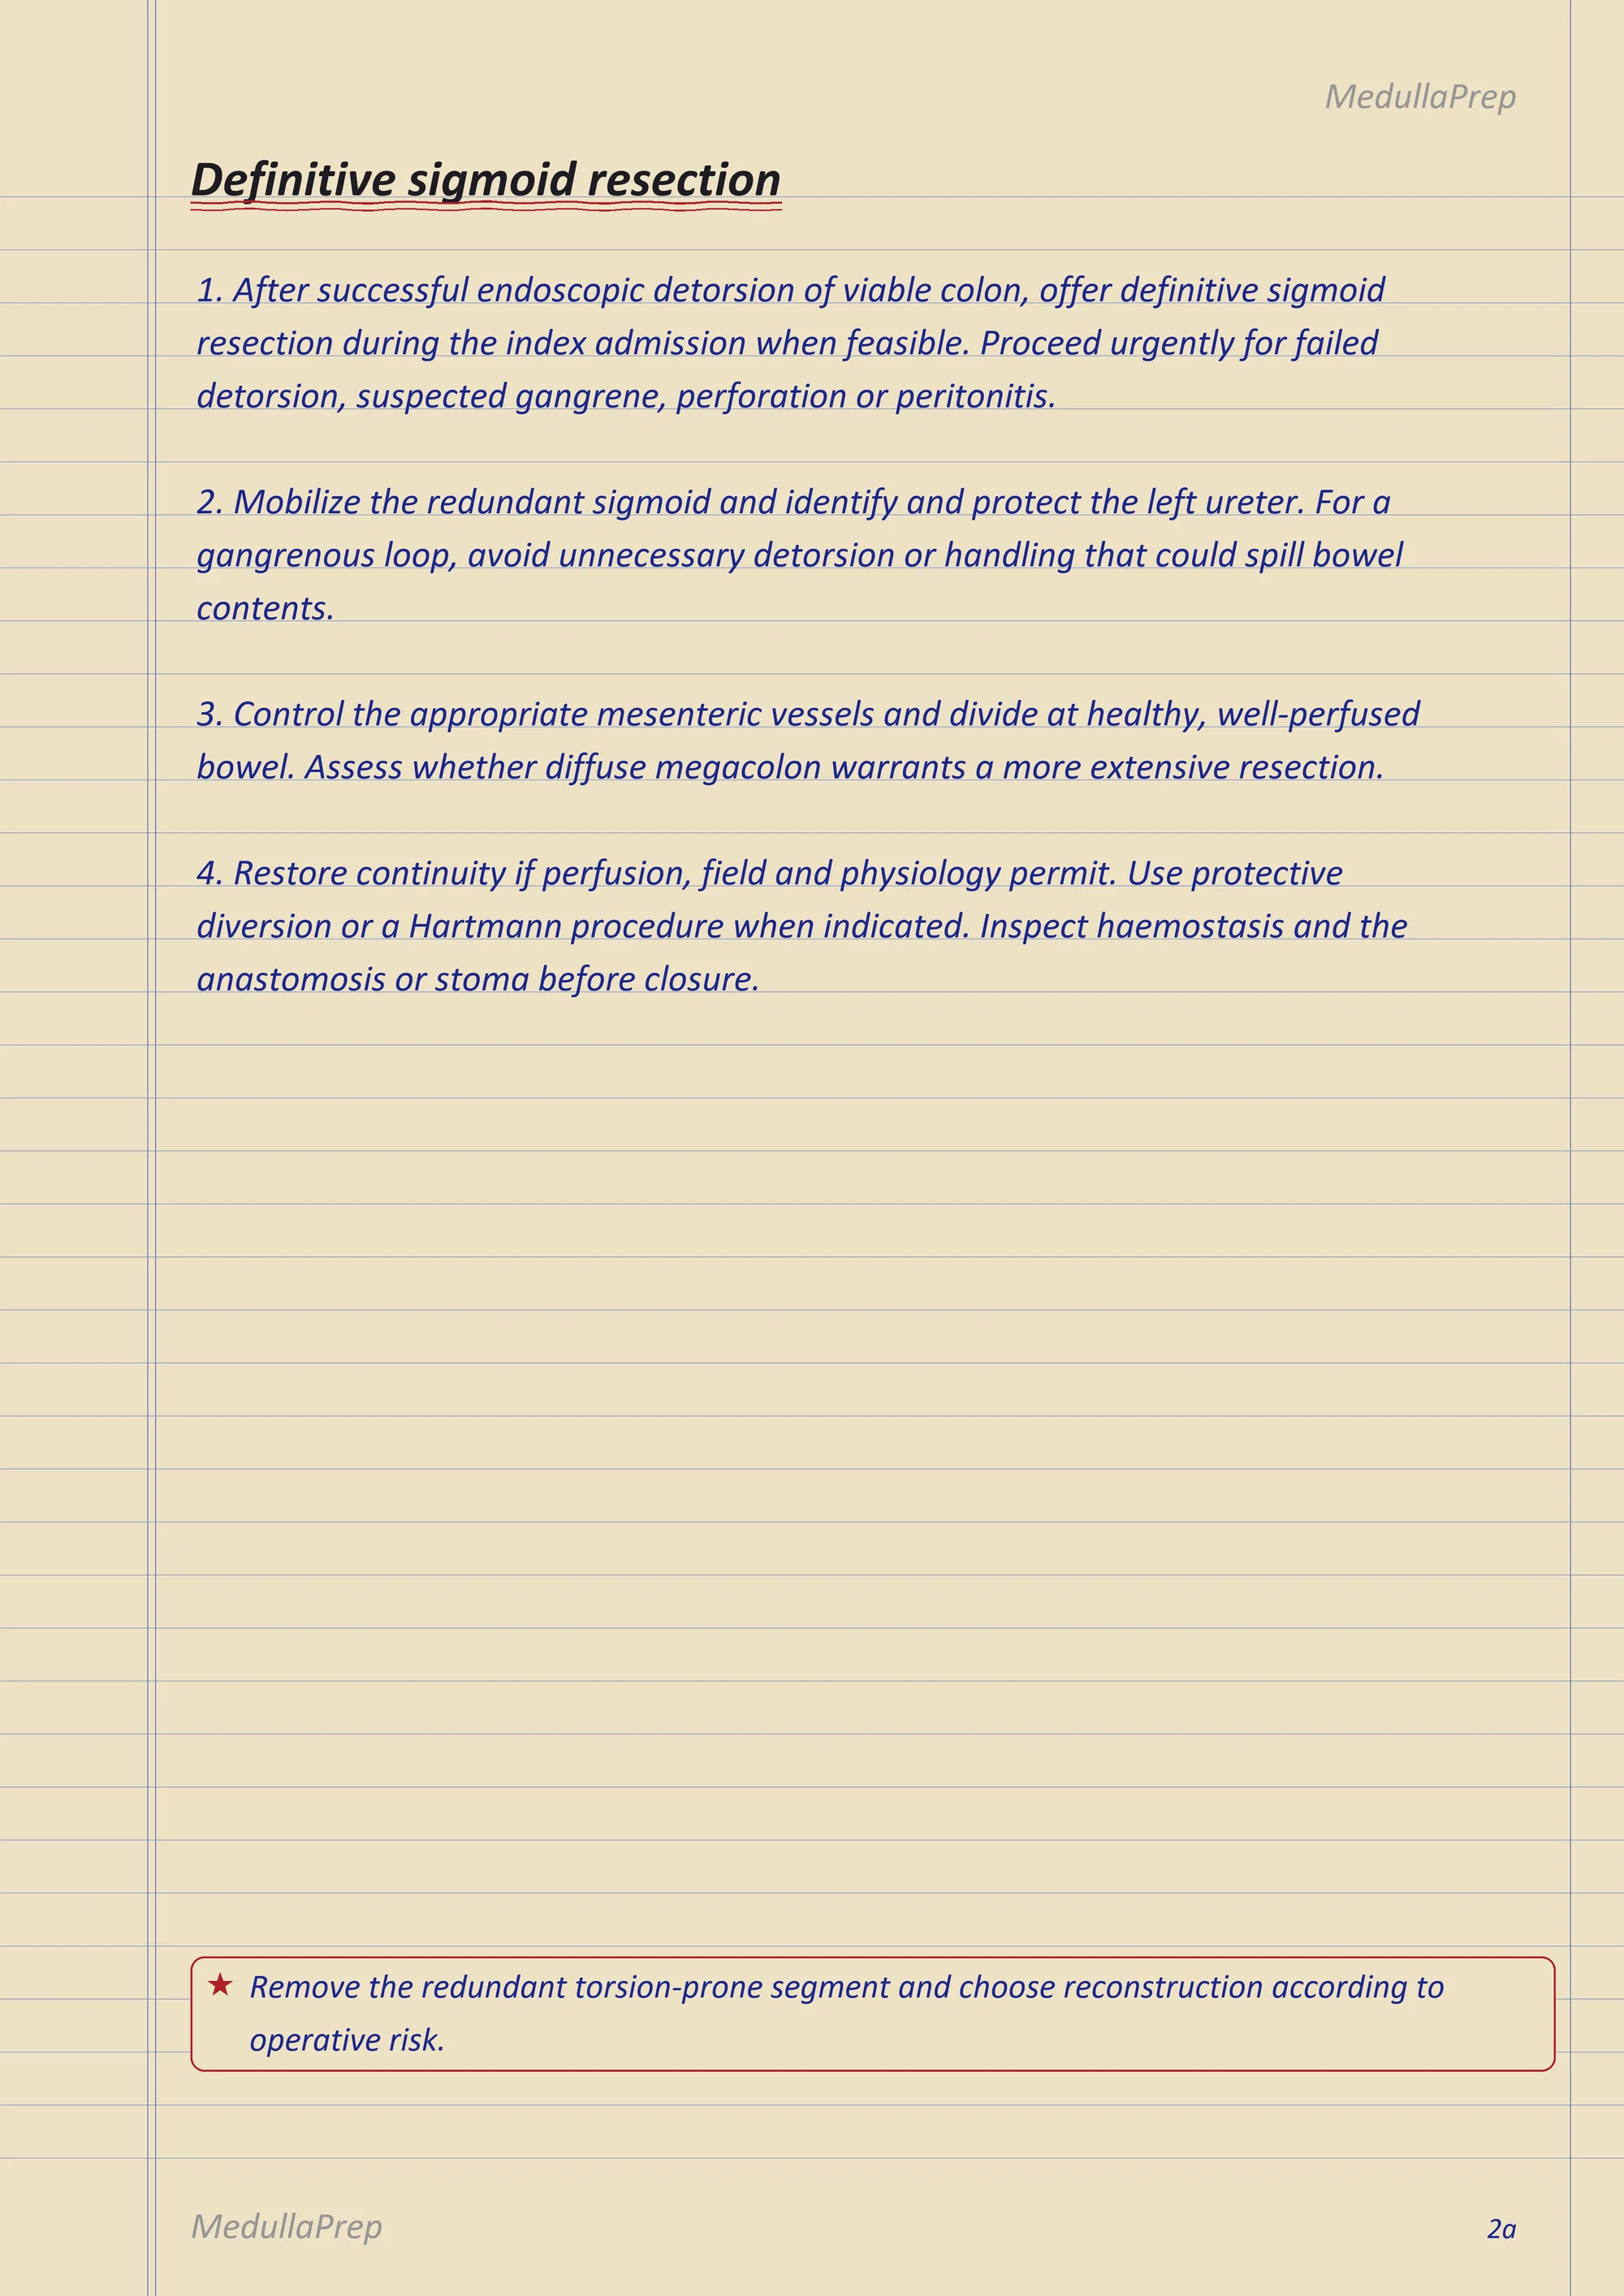 MedullaPrep
Definitive sigmoid resection
1. After successful endoscopic detorsion of viable colon, offer definitive sigmoid
resection during the index admission when feasible. Proceed urgently for failed
detorsion, suspected gangrene, perforation or peritonitis.
2. Mobilize the redundant sigmoid and identify and protect the left ureter. For a
gangrenous loop, avoid unnecessary detorsion or handling that could spill bowel
contents.
3. Control the appropriate mesenteric vessels and divide at healthy, well-perfused
bowel. Assess whether diffuse megacolon warrants a more extensive resection.
4. Restore continuity if perfusion, field and physiology permit. Use protective
diversion or a Hartmann procedure when indicated. Inspect haemostasis and the
anastomosis or stoma before closure.
★ Remove the redundant torsion-prone segment and choose reconstruction according to
operative risk.
MedullaPrep
2a